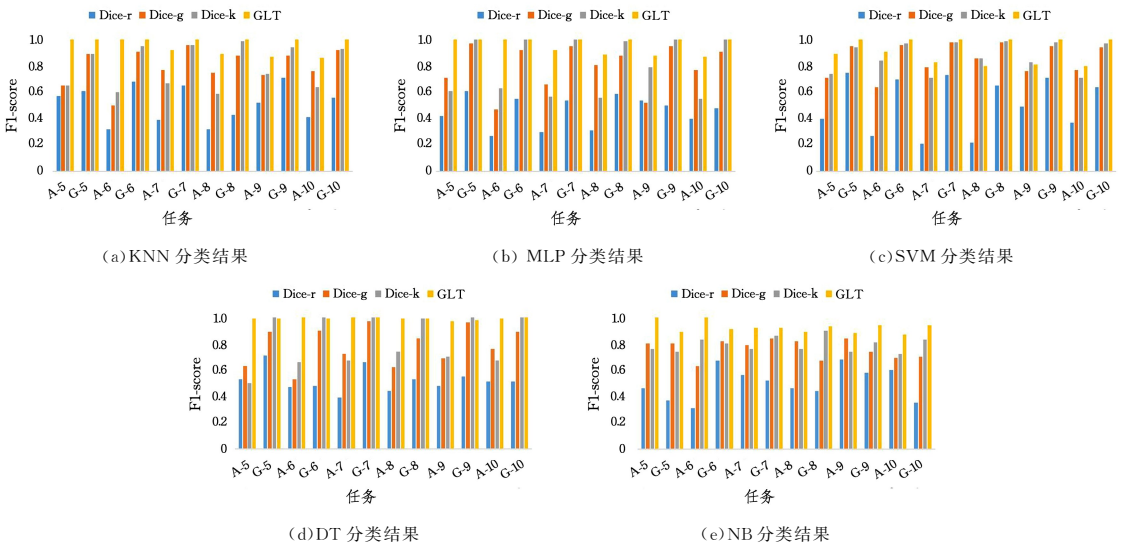 Dice-r Dice-g Dice-k GLT
1.0
0.8
0.6
0.4
0.2
0
F1-score
A-5 G-5 A-6 G-6 A-7 G-7 A-8 G-8 A-9 G-9 A-10 G-10
任务
(a)KNN 分类结果
Dice-r Dice-g Dice-k GLT
1.0
0.8
0.6
0.4
0.2
0
F1-score
A-5 G-5 A-6 G-6 A-7 G-7 A-8 G-8 A-9 G-9 A-10 G-10
任务
(b) MLP 分类结果
Dice-r Dice-g Dice-k GLT
1.0
0.8
0.6
0.4
0.2
0
F1-score
A-5 G-5 A-6 G-6 A-7 G-7 A-8 G-8 A-9 G-9 A-10 G-10
任务
(c)SVM 分类结果
Dice-r Dice-g Dice-k GLT
1.0
0.8
0.6
0.4
0.2
0
F1-score
A-5 G-5 A-6 G-6 A-7 G-7 A-8 G-8 A-9 G-9 A-10 G-10
任务
(d)DT 分类结果
Dice-r Dice-g Dice-k GLT
1.0
0.8
0.6
0.4
0.2
0
F1-score
A-5 G-5 A-6 G-6 A-7 G-7 A-8 G-8 A-9 G-9 A-10 G-10
任务
(e)NB 分类结果